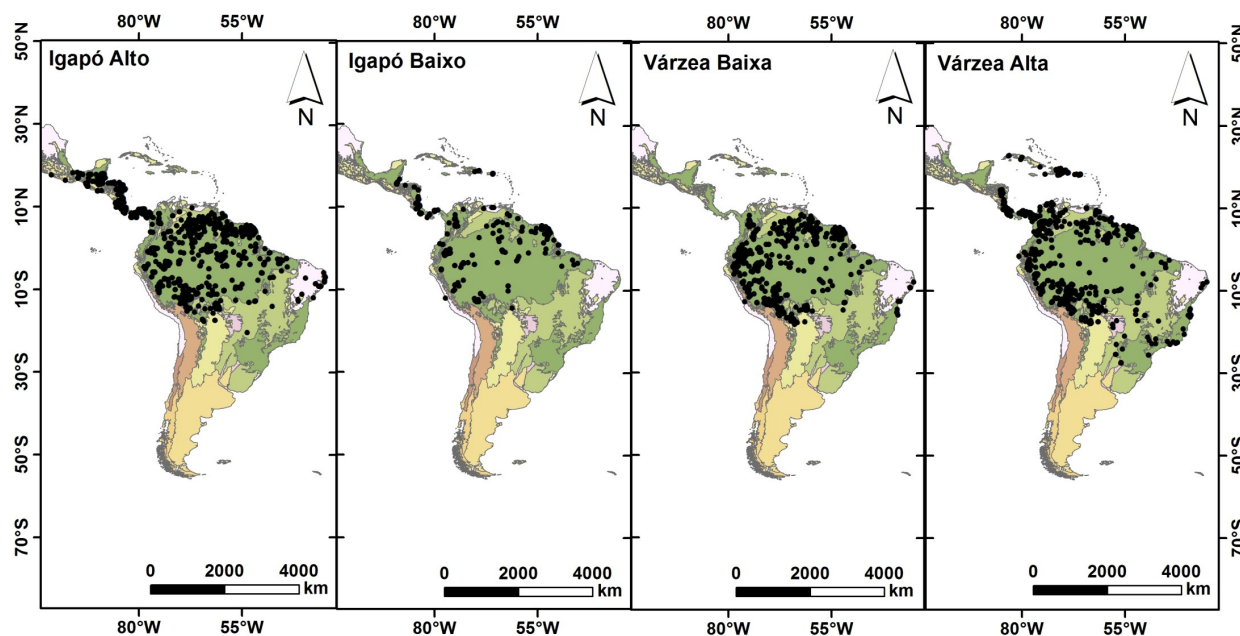 80°W 55°W 80°W 55°W 80°W 55°W 80°W 55°W
50°N 50°N
Igapó Alto Igapó Baixo Várzea Baixa Várzea Alta
N N N N
30°N 30°N
10°N 10°N
10°S 10°S
30°S 30°S
50°S 50°S
70°S 70°S
0 2000 4000 0 2000 4000 0 2000 4000 0 2000 4000
km km km km
80°W 55°W 80°W 55°W 80°W 55°W 80°W 55°W